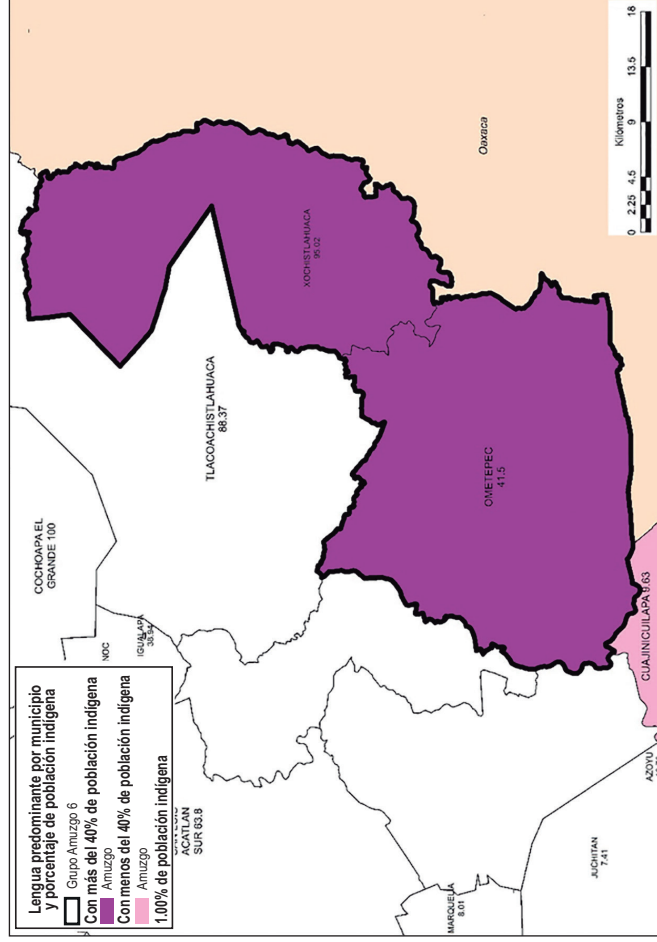 Lengua predominante por municipio
y porcentaje de población indígena
Grupo Amuzgo 6
Con más del 40% de población indígena
Amuzgo
Con menos del 40% de población indígena
Amuzgo
1.00% de población indígena
COCHOAPA EL
GRANDE 100
NOC
IGUALAPA
38.94
ACATLAN
SUR 63.8
TLACOACHISTLAHUACA
88.37
XOCHISTLAHUACA
95.02
Oaxaca
OMETEPEC
41.5
CUAJINICUILAPA 9.63
MARQUELIA
8.01
JUCHITAN
7.41
AZOYU
Kilómetros
0 2.25 4.5 9 13.5 18